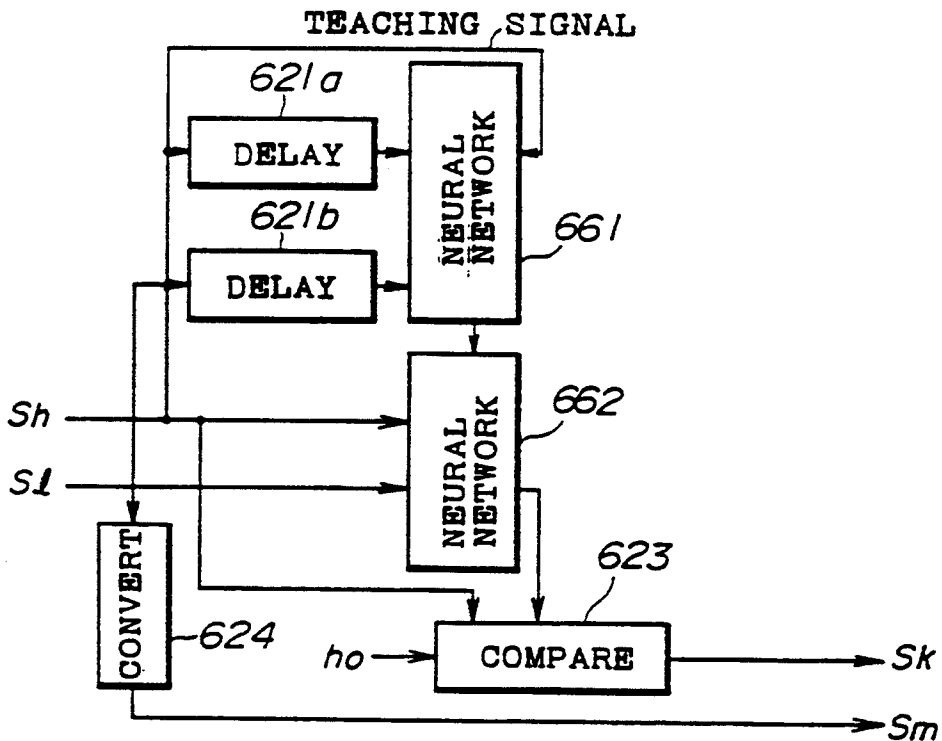 TEACHING SIGNAL
621a
DELAY
621b
DELAY
NEURAL
NETWORK
661
Sh
Sl
NEURAL
NETWORK
662
CONVERT
624
623
ho
COMPARE
Sk
Sm